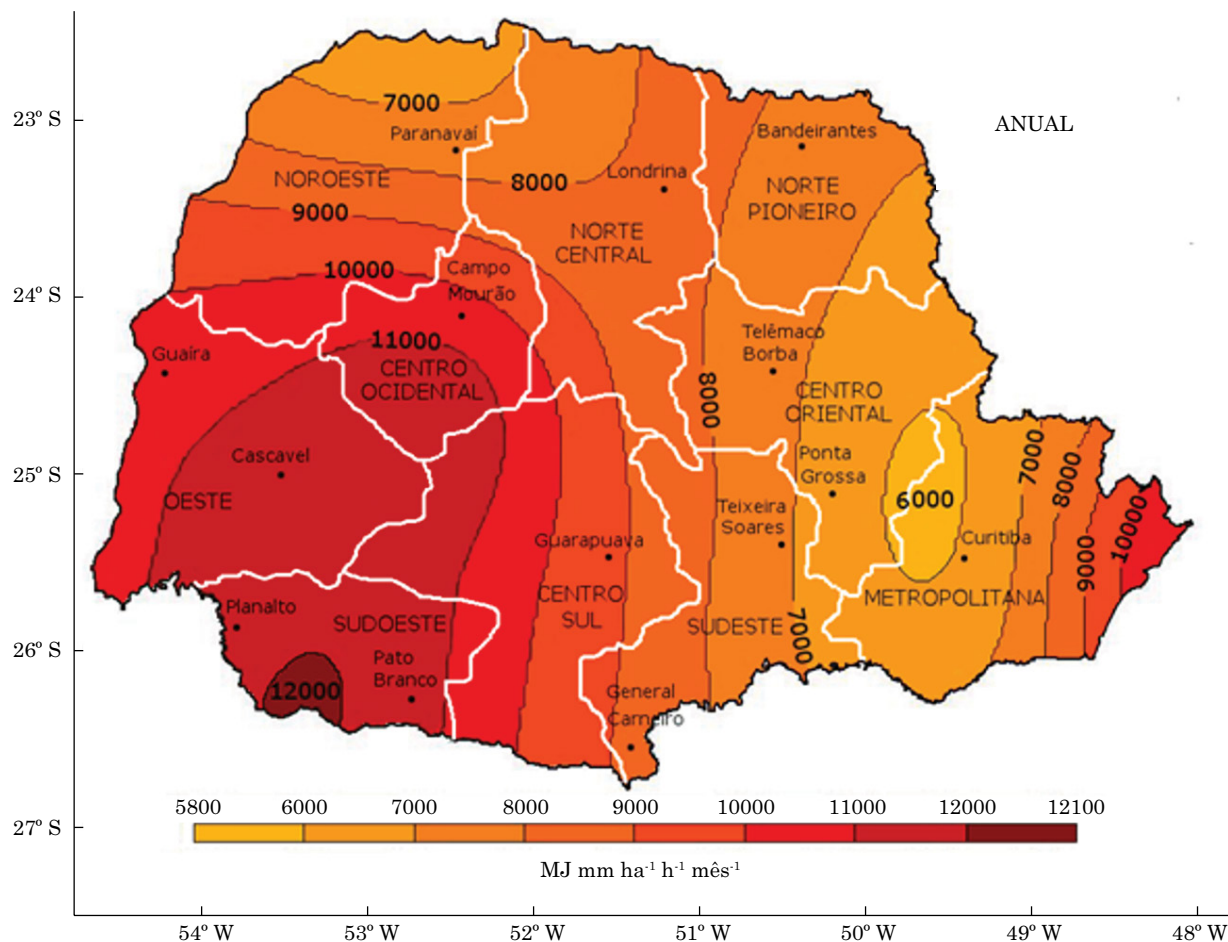 ANUAL
23° S
24° S
25° S
26° S
27° S
7000
Paranavaí
Bandeirantes
NOROESTE
8000
Londrina
NORTE
PIONEIRO
9000
NORTE
CENTRAL
10000
Campo
Mourão
11000
Guaíra
CENTRO
OCIDENTAL
Telêmaco
Borba
8000
CENTRO
ORIENTAL
Cascavel
OESTE
Ponta
Grossa
6000
7000
8000
9000
10000
Teixeira
Soares
Curitiba
Guarapuava
CENTRO
SUL
METROPOLITANA
Planalto
SUDOESTE
SUDESTE
7000
Pato
Branco
12000
General
Carneiro
5800 6000 7000 8000 9000 10000 11000 12000 12100
MJ mm ha⁻¹ h⁻¹ mês⁻¹
54° W 53° W 52° W 51° W 50° W 49° W 48° W